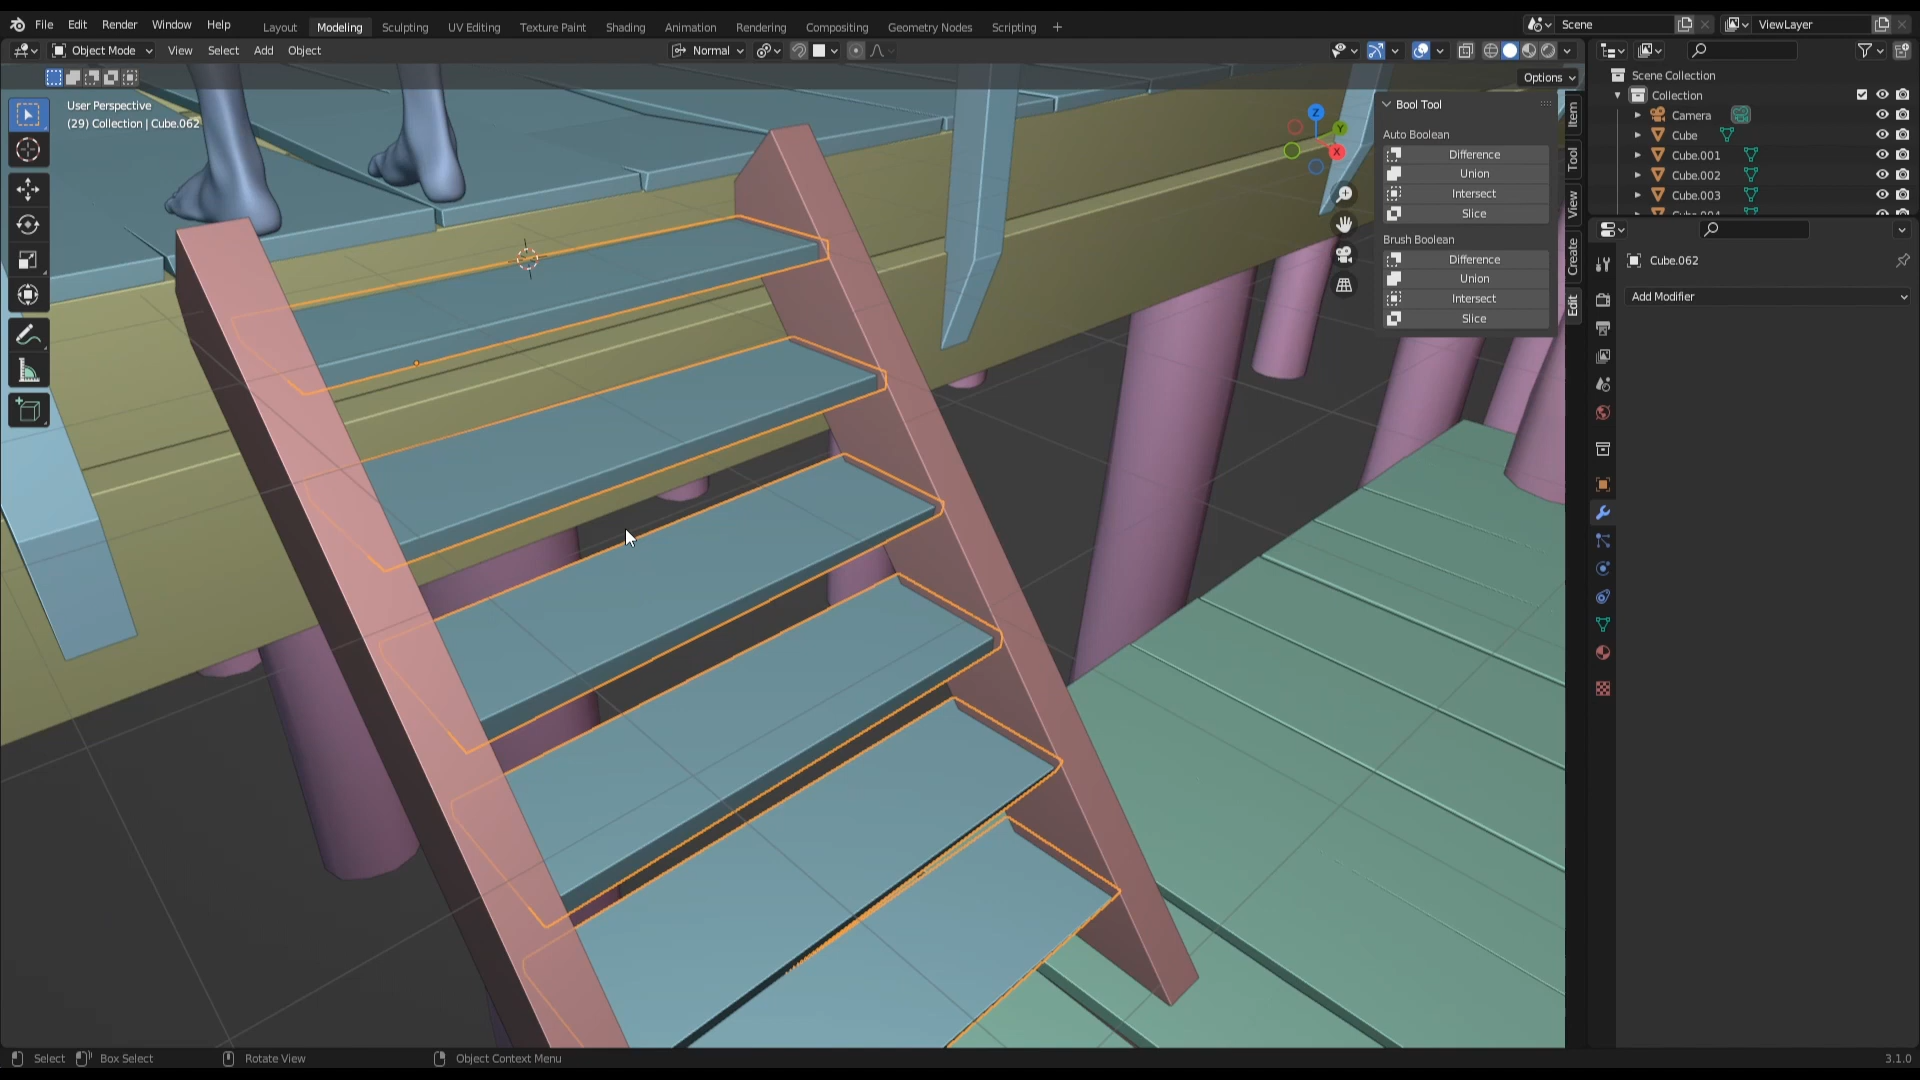 File Edit Render Window Help
Layout Modeling Sculpting UV Editing Texture Paint Shading Animation Rendering Compositing Geometry Nodes Scripting +
Scene
ViewLayer
Object Mode View Select Add Object
Normal
Options
User Perspective
(29) Collection | Cube.062
Z
Y
X
Bool Tool
Auto Boolean
Difference
Union
Intersect
Slice
Brush Boolean
Difference
Union
Intersect
Slice
Item
Tool
View
Create
Edit
Scene Collection
Collection
Camera
Cube
Cube.001
Cube.002
Cube.003
Cube.004
Cube.062
Add Modifier
Select Box Select Rotate View Object Context Menu 3.1.0